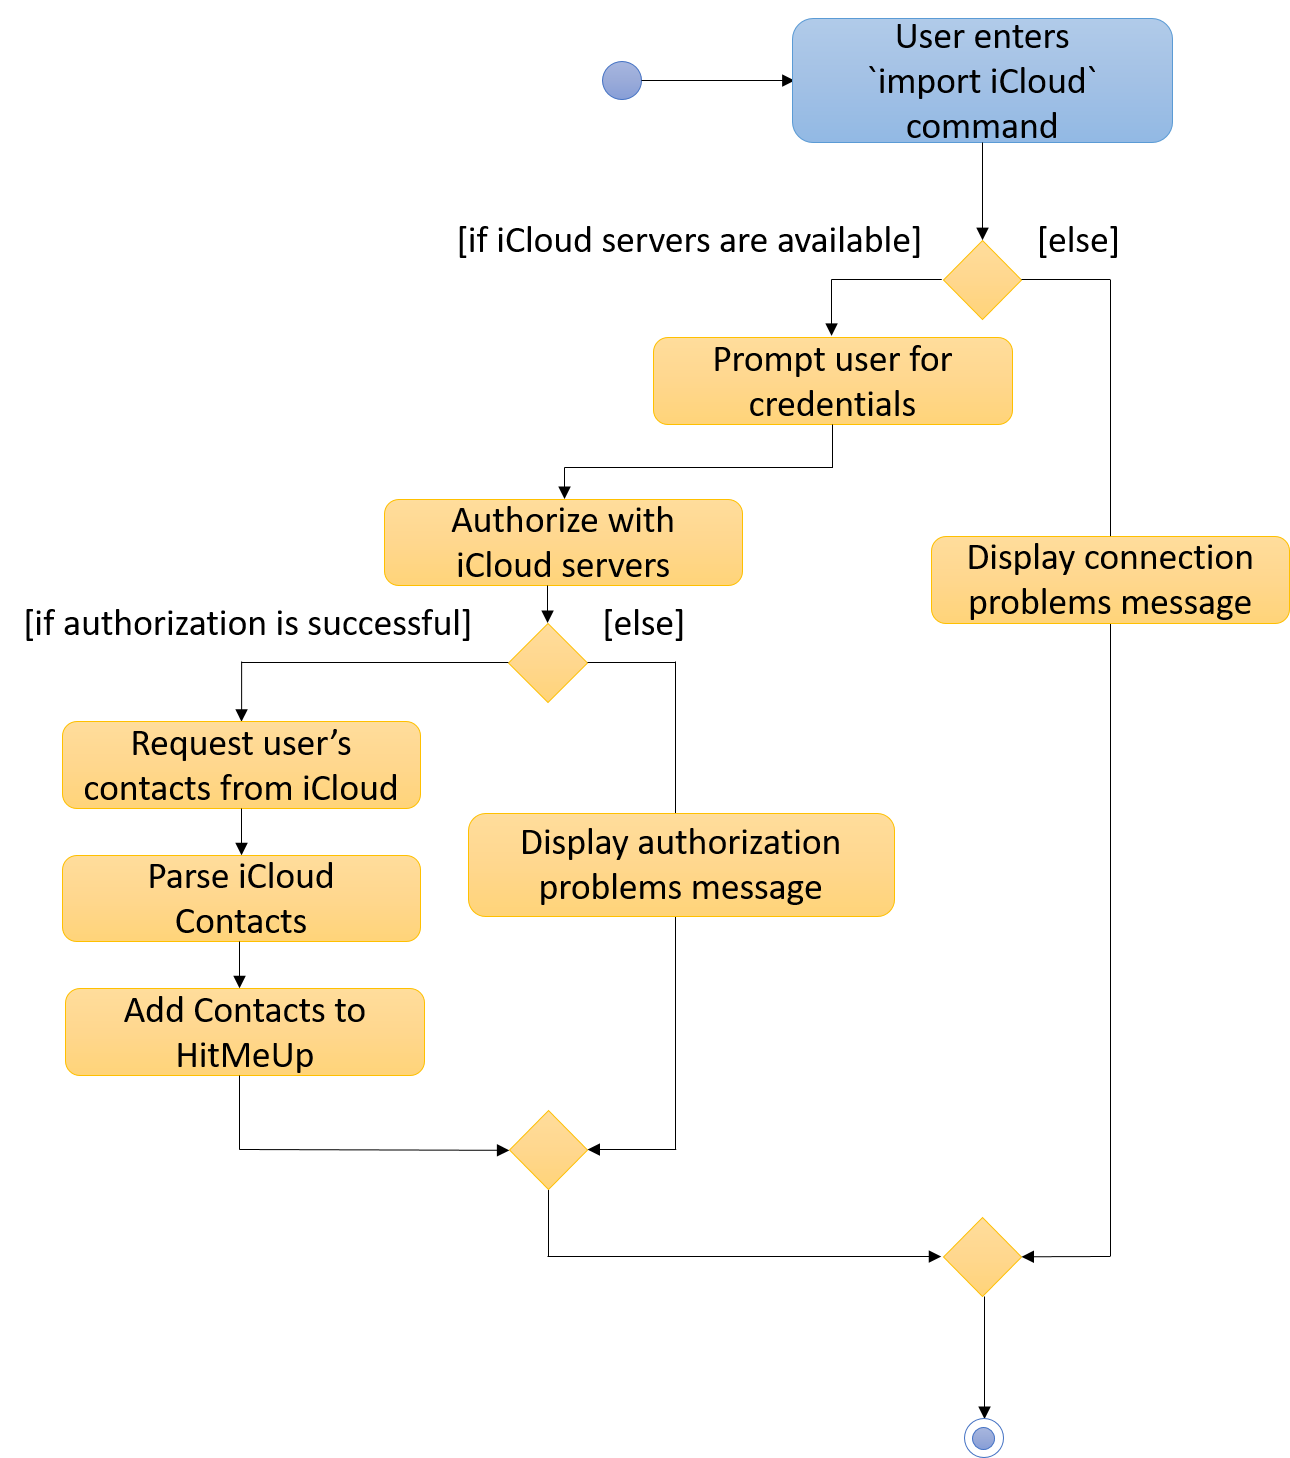 User enters
`import iCloud`
command
[if iCloud servers are available]
[else]
Prompt user for
credentials
Authorize with
iCloud servers
Display connection
problems message
[if authorization is successful]
[else]
Request user’s
contacts from iCloud
Display authorization
problems message
Parse iCloud
Contacts
Add Contacts to
HitMeUp